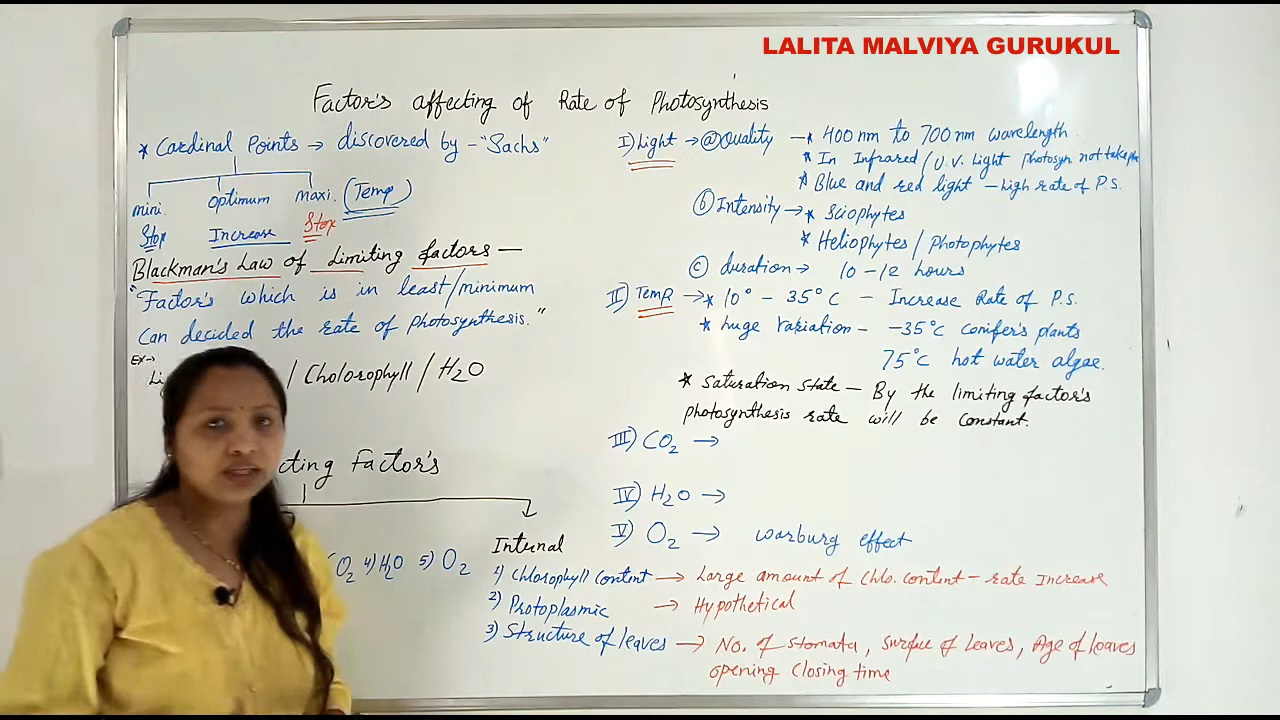 LALITA MALVIYA GURUKUL
Factor's affecting of Rate of Photosynthesis
* Cardinal Points → discovered by - "Sachs"
mini. optimum maxi. (Temp)
Stop Increase Stop
Blackman's Law of Limiting factors —
"Factor's which is in least/minimum
can decided the rate of photosynthesis."
Ex →
Li / Cholorophyll / H2O
cting Factor's
CO2 4) H2O 5) O2
I) Light → @ Quality — * 400 nm to 700 nm wavelength
* In Infrared / U.V. Light photosyn not take
* Blue and red light — high rate of P.S.
ⓑ Intensity → * Sciophytes
* Heliophytes / Photophytes
ⓒ duration → 10 – 12 hours
II) Temp → * 10° – 35°C – Increase Rate of P.S.
* huge variation – -35°C conifer's plants
75°C hot water algae.
* saturation state — By the limiting factor's
photosynthesis rate will be constant.
III) CO2 →
IV) H2O →
V) O2 → warburg effect
Internal
1) Chlorophyll content → Large amount of Chlo. content – rate Increase
2) Protoplasmic → Hypothetical
3) Structure of leaves → No. of stomata, Surface of Leaves, Age of leaves
opening closing time